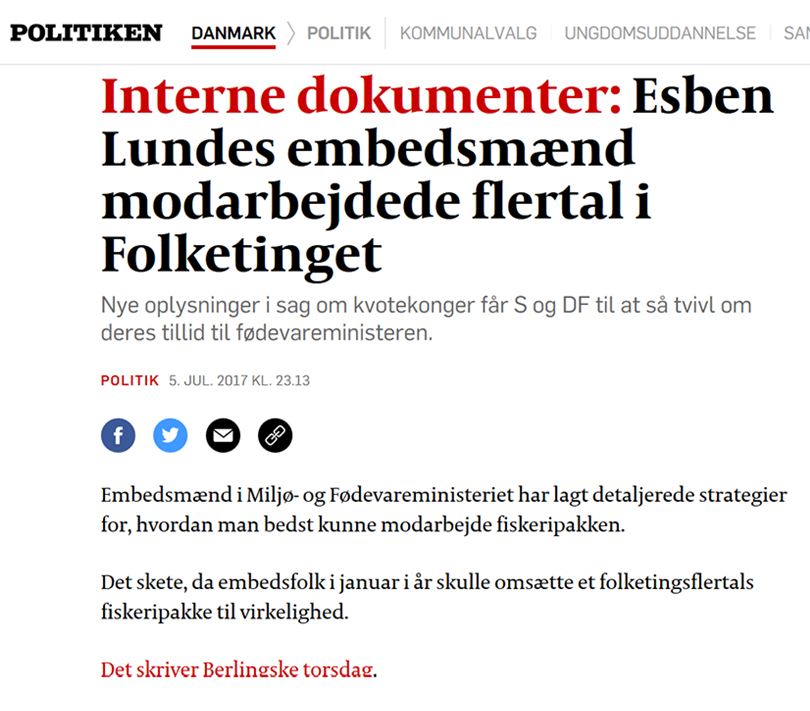 POLITIKEN DANMARK POLITIK KOMMUNALVALG UNGDOMSUDDANNELSE
Interne dokumenter: Esben
Lundes embedsmænd
modarbejdede flertal i
Folketinget
Nye oplysninger i sag om kvotekonger får S og DF til at så tvivl om
deres tillid til fødevareministeren.
POLITIK 5. JUL. 2017 KL. 23.13
Embedsmænd i Miljø- og Fødevareministeriet har lagt detaljerede strategier
for, hvordan man bedst kunne modarbejde fiskeripakken.
Det skete, da embedsfolk i januar i år skulle omsætte et folketingsflertals
fiskeripakke til virkelighed.
Det skriver Berlingske torsdag.